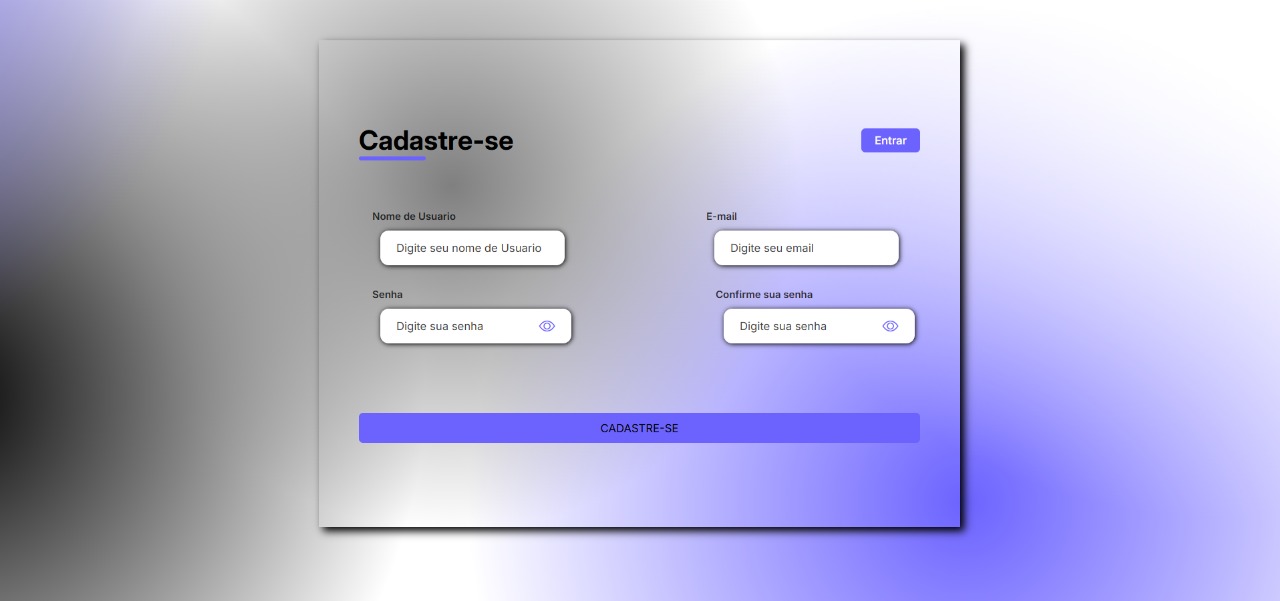 Cadastre-se
Entrar
Nome de Usuario
E-mail
Digite seu nome de Usuario
Digite seu email
Senha
Confirme sua senha
Digite sua senha
Digite sua senha
CADASTRE-SE